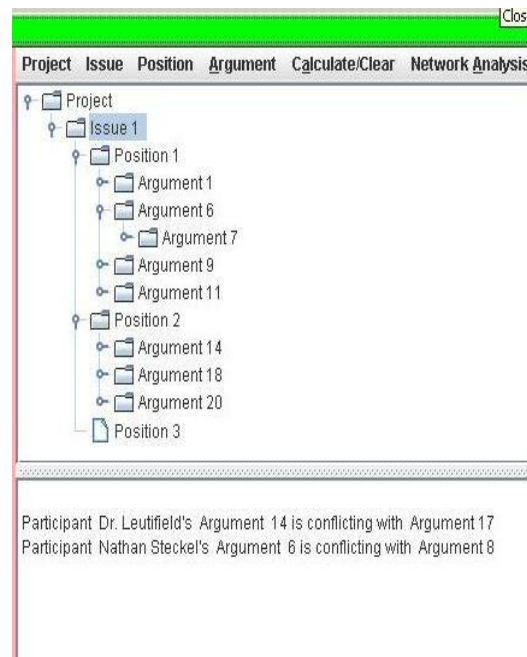 Clos
Project Issue Position Argument Calculate/Clear Network Analysis
Project
Issue 1
Position 1
Argument 1
Argument 6
Argument 7
Argument 9
Argument 11
Position 2
Argument 14
Argument 18
Argument 20
Position 3
Participant Dr. Leutifield's Argument 14 is conflicting with Argument 17
Participant Nathan Steckel's Argument 6 is conflicting with Argument 8